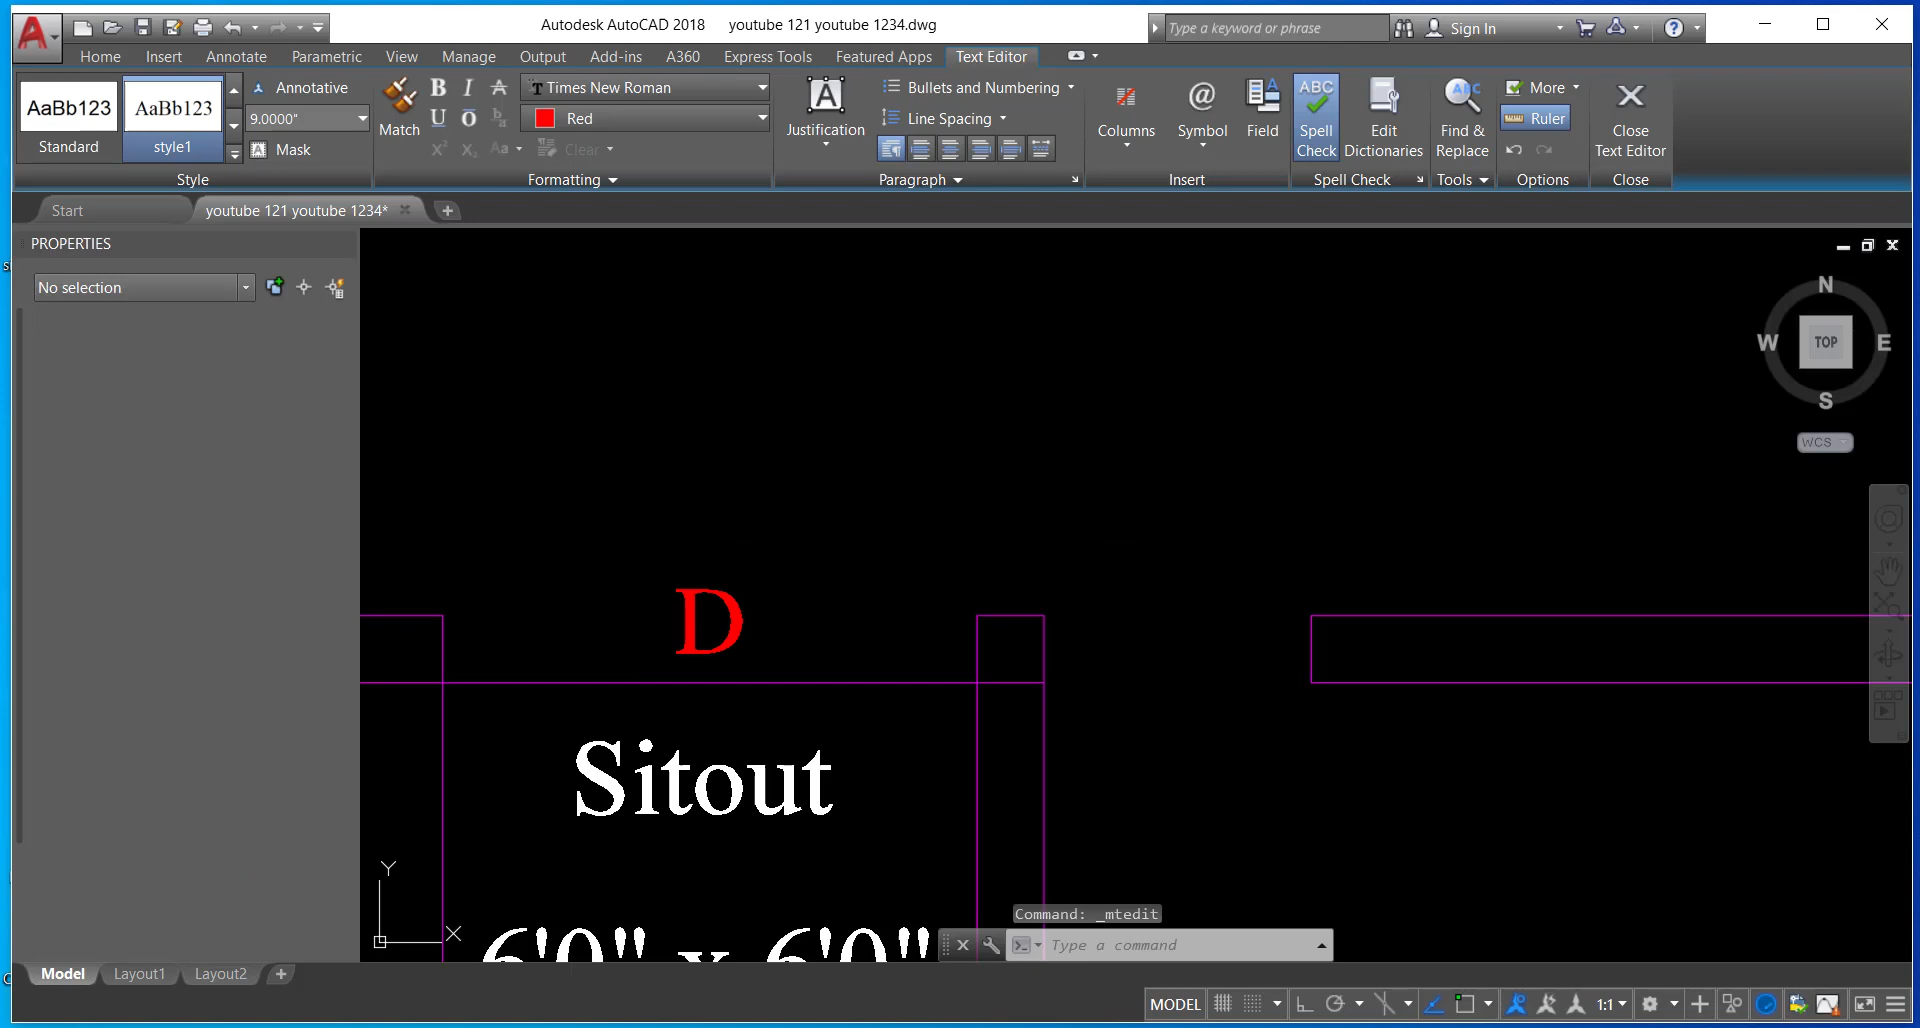 Autodesk AutoCAD 2018 youtube 121 youtube 1234.dwg
Type a keyword or phrase
Sign In
Home Insert Annotate Parametric View Manage Output Add-ins A360 Express Tools Featured Apps Text Editor
AaBb123
Standard
AaBb123
style1
Annotative
9.0000"
Mask
Style
Match
Times New Roman
Red
Clear
Formatting
Justification
Bullets and Numbering
Line Spacing
Paragraph
Columns
Symbol
Field
Insert
ABC
Spell
Check
Edit
Dictionaries
Spell Check
ABC
Find &
Replace
Tools
More
Ruler
Options
Close
Text Editor
Close
Start
youtube 121 youtube 1234*
PROPERTIES
No selection
N
W
TOP
E
S
WCS
D
Sitout
6'0" x 6'0"
Y
X
Command: _mtedit
Type a command
Model Layout1 Layout2
MODEL
1:1